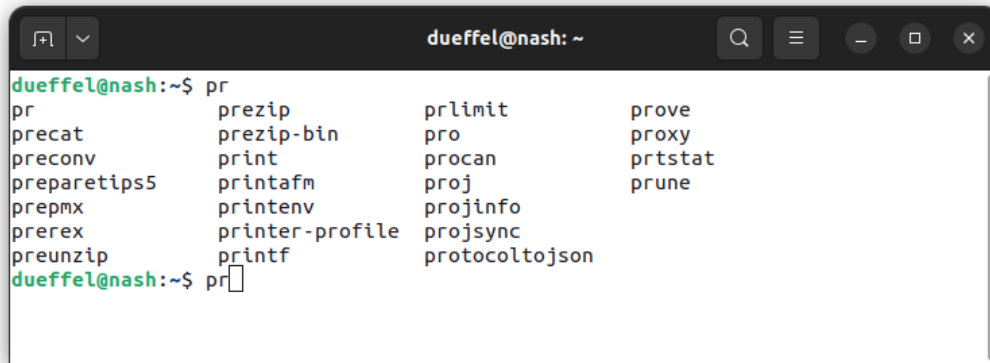 dueffel@nash: ~
dueffel@nash:~$ pr
pr prezip prlimit prove
precat prezip-bin pro proxy
preconv print procan prtstat
preparetips5 printafm proj prune
prepmx printenv projinfo
prerex printer-profile projsync
preunzip printf protocoltojson
dueffel@nash:~$ pr